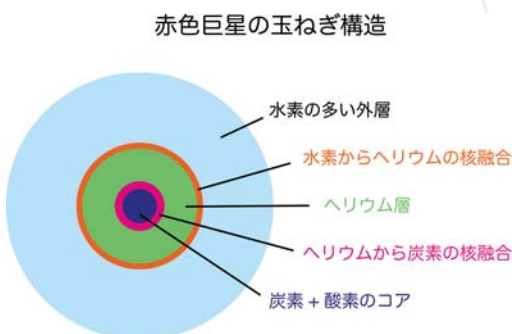 赤色巨星の玉ねぎ構造
水素の多い外層
水素からヘリウムの核融合
ヘリウム層
ヘリウムから炭素の核融合
炭素 + 酸素のコア